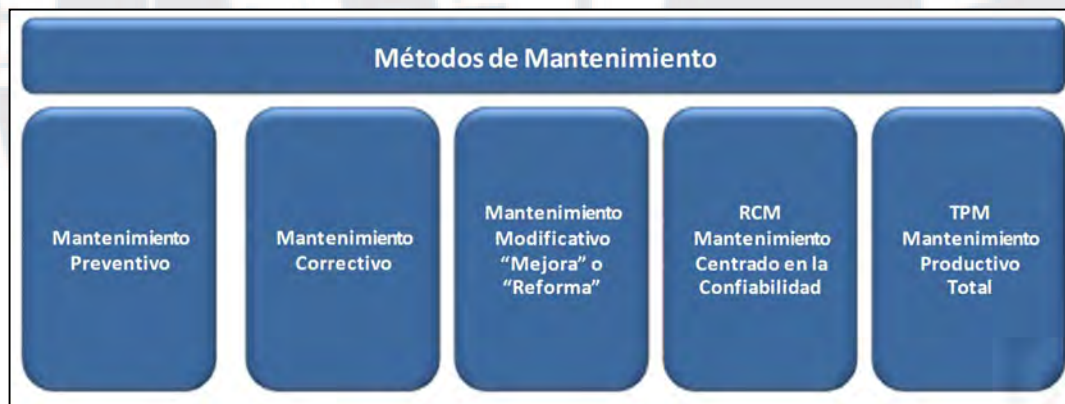 Métodos de Mantenimiento
Mantenimiento
Preventivo
Mantenimiento
Correctivo
Mantenimiento
Modificativo
“Mejora” o
“Reforma”
RCM
Mantenimiento
Centrado en la
Confiabilidad
TPM
Mantenimiento
Productivo
Total